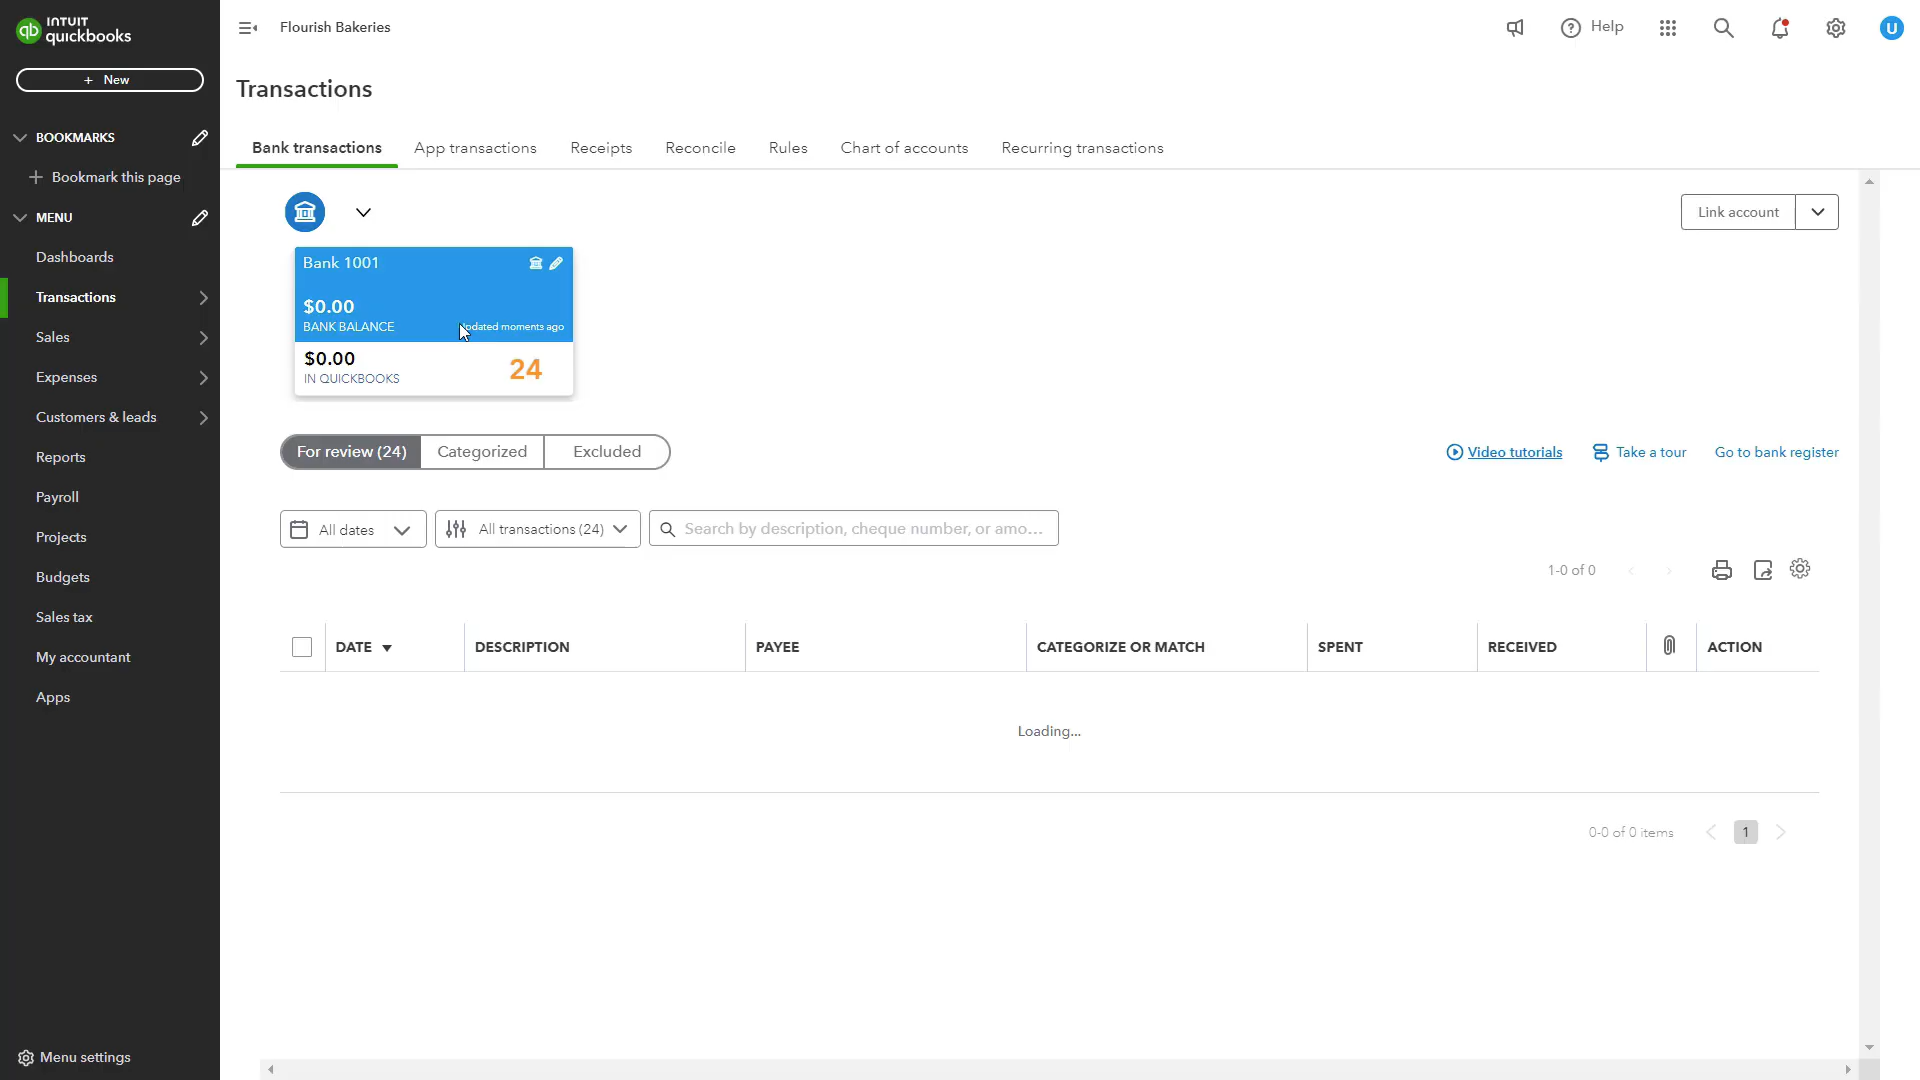 INTUIT
quickbooks
qb
Flourish Bakeries
Help
U
+ New
Transactions
BOOKMARKS
Bookmark this page
MENU
Dashboards
Transactions
Sales
Expenses
Customers & leads
Reports
Payroll
Projects
Budgets
Sales tax
My accountant
Apps
Menu settings
Bank transactions
App transactions
Receipts
Reconcile
Rules
Chart of accounts
Recurring transactions
Link account
Bank 1001
$0.00
BANK BALANCE
Updated moments ago
$0.00
IN QUICKBOOKS
24
For review (24)
Categorized
Excluded
Video tutorials
Take a tour
Go to bank register
All dates
All transactions (24)
Search by description, cheque number, or amo...
1-0 of 0
DATE
DESCRIPTION
PAYEE
CATEGORIZE OR MATCH
SPENT
RECEIVED
ACTION
Loading...
0-0 of 0 items
1